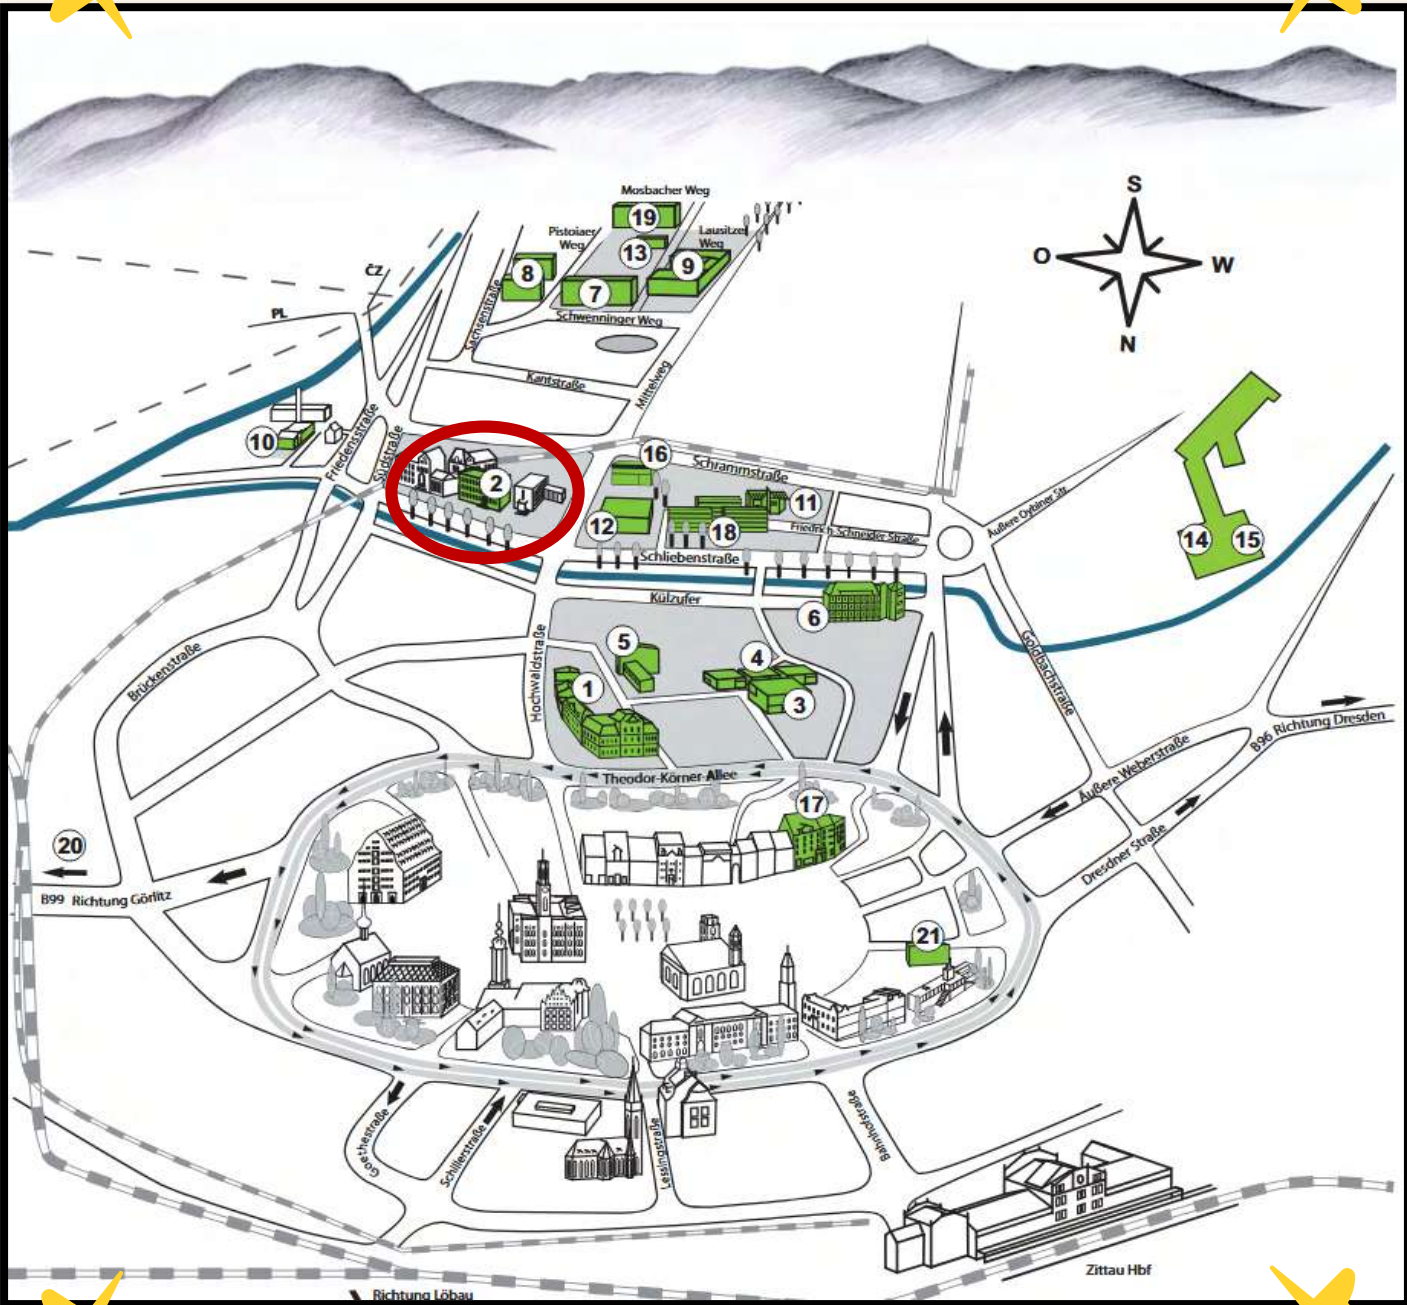 Mosbacher Weg
19
Pistoiaer
Weg
Lausitzer
Weg
13
8
9
7
Schwenninger Weg
Sachsenstraße
Kantstraße
Mittelweg
S
O
W
N
ČZ
PL
10
Friedensstraße
Südstraße
2
16
Schrammstraße
11
12
18
Friedrich-Schneider Straße
Schliebenstraße
Äußere Oybiner Str.
14
15
Külzufer
6
5
4
1
3
Hochwaldstraße
Brückenstraße
Goldbachstraße
B96 Richtung Dresden
Äußere Weberstraße
Dresdner Straße
Theodor-Körner-Allee
17
20
B99 Richtung Görlitz
21
Goethestraße
Schillerstraße
Lessingstraße
Bahnhofstraße
Zittau Hbf
Richtung Löbau